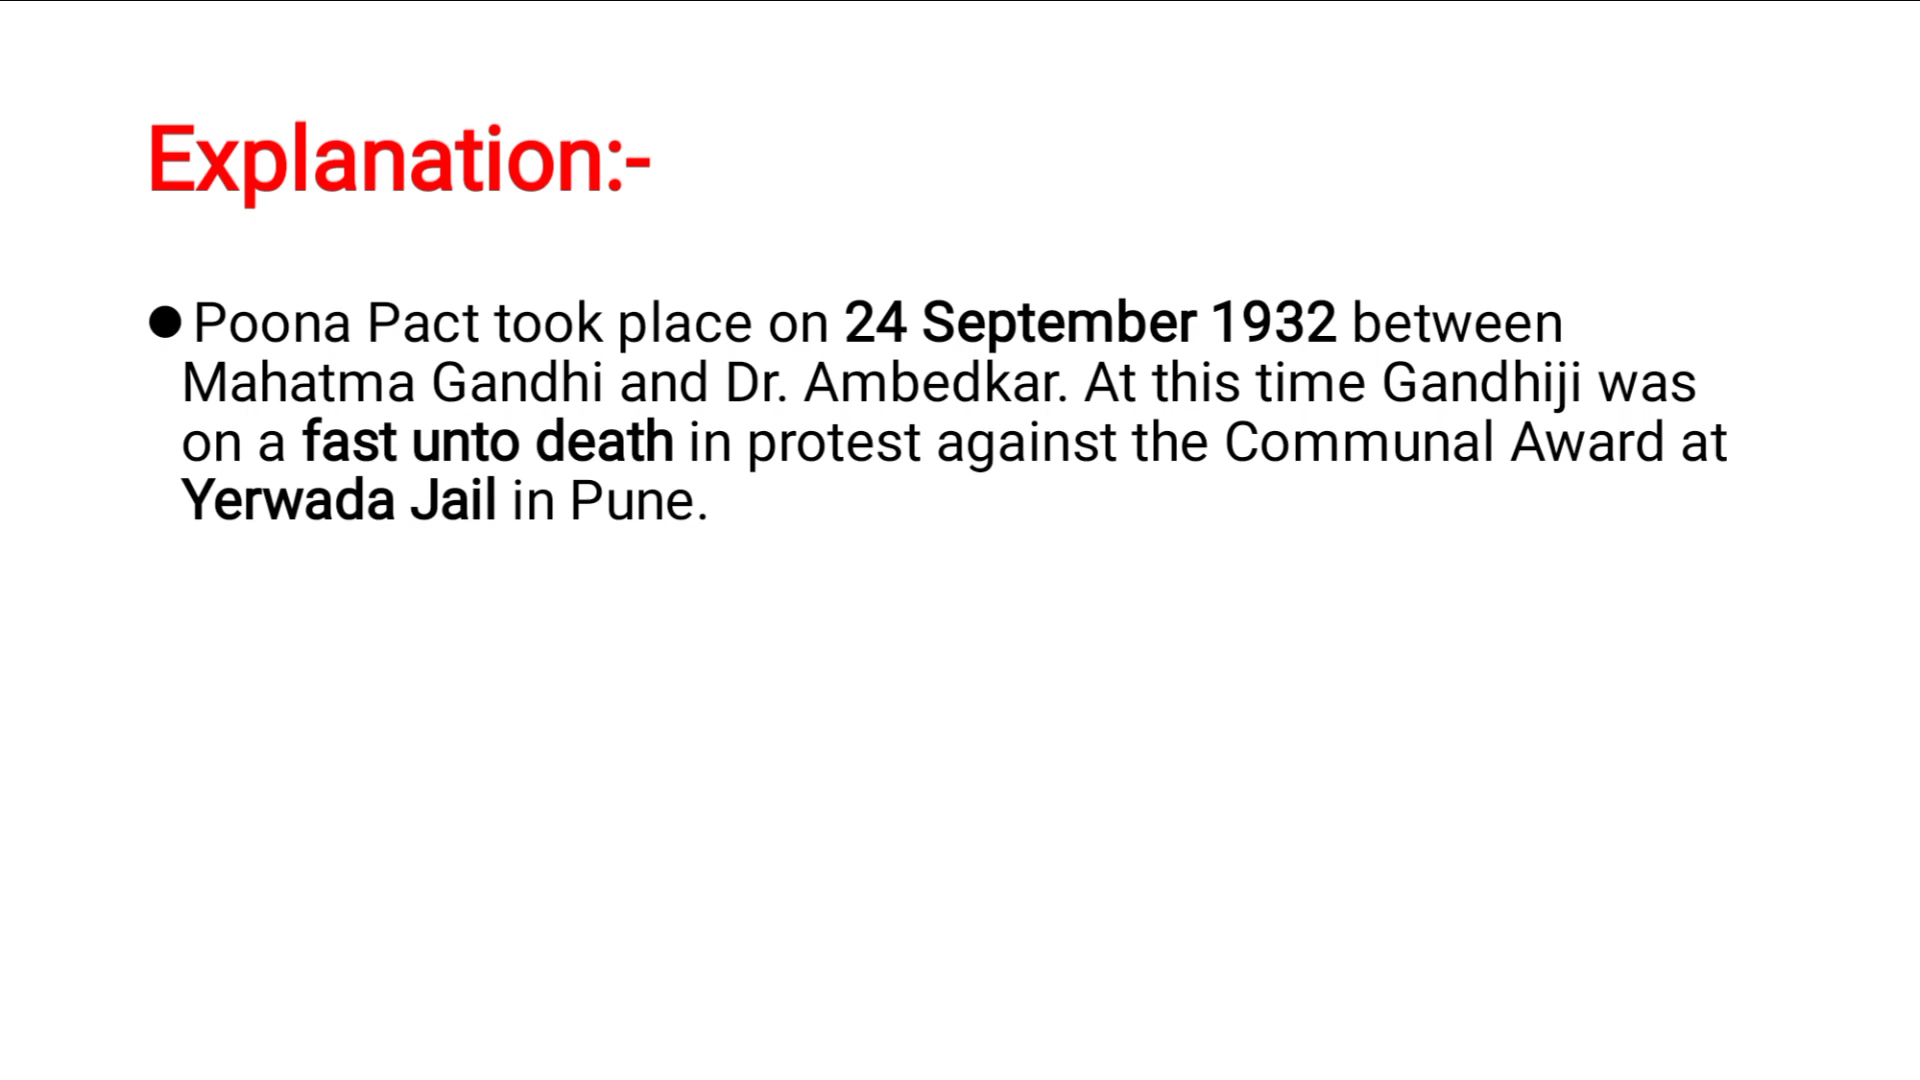 Explanation:-
● Poona Pact took place on 24 September 1932 between
Mahatma Gandhi and Dr. Ambedkar. At this time Gandhiji was
on a fast unto death in protest against the Communal Award at
Yerwada Jail in Pune.